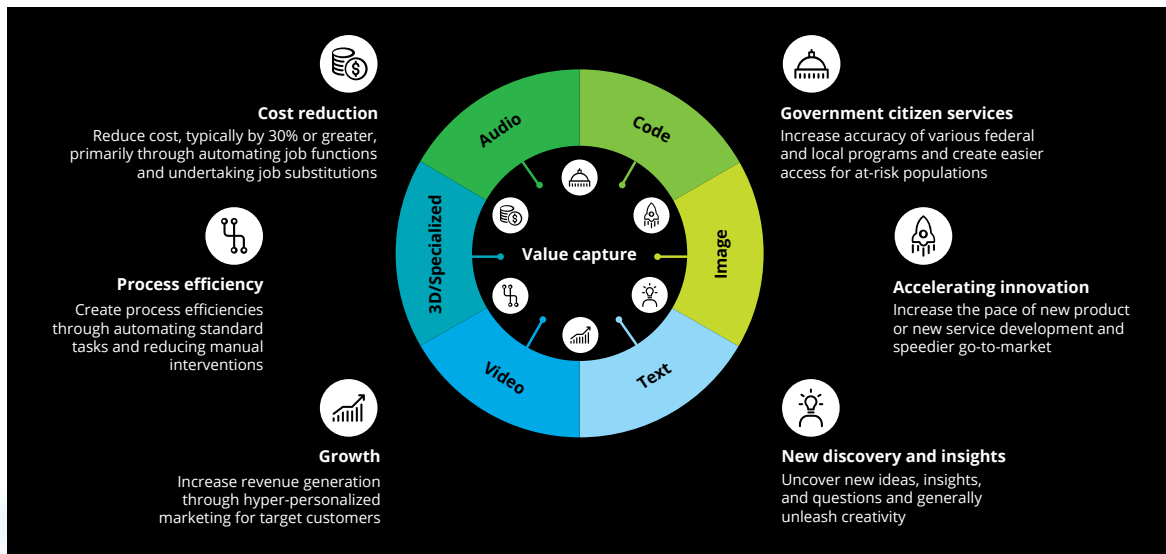 Cost reduction
Reduce cost, typically by 30% or greater,
primarily through automating job functions
and undertaking job substitutions
Process efficiency
Create process efficiencies
through automating standard
tasks and reducing manual
interventions
Growth
Increase revenue generation
through hyper-personalized
marketing for target customers
Audio
Code
3D/Specialized
Value capture
Image
Video
Text
Government citizen services
Increase accuracy of various federal
and local programs and create easier
access for at-risk populations
Accelerating innovation
Increase the pace of new product
or new service development and
speedier go-to-market
New discovery and insights
Uncover new ideas, insights,
and questions and generally
unleash creativity